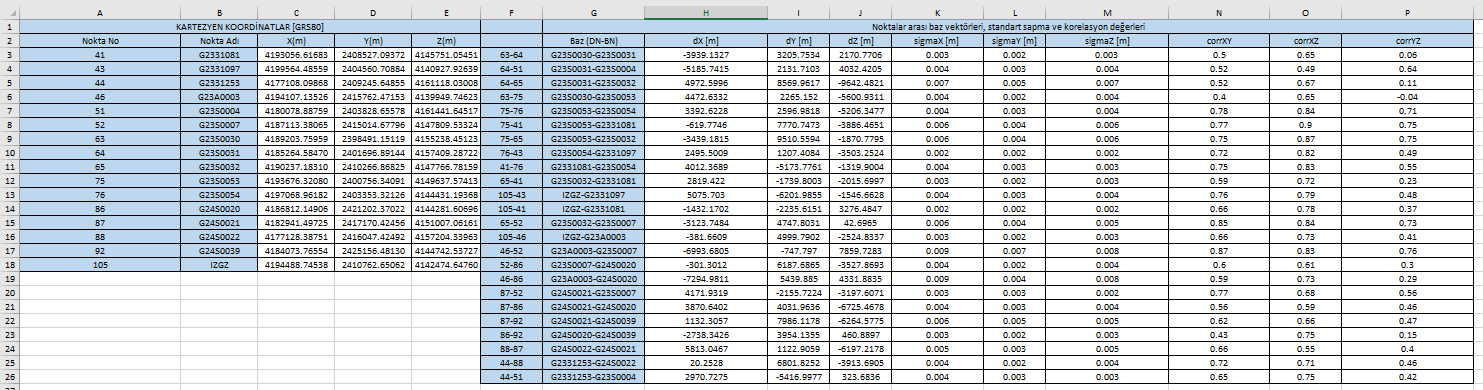 A B C D E F G H I J K L M N O P
1 KARTEZYEN KOORDİNATLAR [GRS80] Noktalar arası baz vektörleri, standart sapma ve korelasyon değerleri
2 Nokta No Nokta Adı X(m) Y(m) Z(m) Baz (DN-BN) dX [m] dY [m] dZ [m] sigmaX [m] sigmaY [m] sigmaZ [m] corrXY corrXZ corrYZ
3 41 G2331081 4193056.61683 2408527.09372 4145751.05451 63-64 G23S0030-G23S0031 -3939.1327 3205.7534 2170.7706 0.003 0.002 0.003 0.5 0.65 0.06
4 43 G2331097 4199564.48559 2404560.70884 4140927.92639 64-51 G23S0031-G23S0004 -5185.7415 2131.7103 4032.4205 0.004 0.003 0.004 0.52 0.49 0.64
5 44 G2331253 4177108.09868 2409245.64855 4161118.03008 64-65 G23S0031-G23S0032 4972.5996 8569.9617 -9642.4821 0.007 0.005 0.007 0.52 0.67 0.11
6 46 G23A0003 4194107.13526 2415762.47153 4139949.74623 63-75 G23S0030-G23S0053 4472.6332 2265.152 -5600.9311 0.004 0.002 0.004 0.4 0.65 -0.04
7 51 G23S0004 4180078.88759 2403828.65578 4161441.64517 75-76 G23S0053-G23S0054 3392.6228 2596.9818 -5206.3477 0.004 0.003 0.004 0.78 0.84 0.71
8 52 G23S0007 4187113.38065 2415014.67796 4147809.53324 75-41 G23S0053-G2331081 -619.7746 7770.7473 -3886.4651 0.006 0.004 0.006 0.77 0.9 0.75
9 63 G23S0030 4189203.75959 2398491.15119 4155238.45123 75-65 G23S0053-G23S0032 -3439.1815 9510.5594 -1870.7795 0.006 0.004 0.006 0.75 0.87 0.75
10 64 G23S0031 4185264.58470 2401696.89144 4157409.28722 76-43 G23S0054-G2331097 2495.5009 1207.4084 -3503.2524 0.002 0.002 0.002 0.72 0.82 0.49
11 65 G23S0032 4190237.18310 2410266.86825 4147766.78159 41-76 G2331081-G23S0054 4012.3689 -5173.7761 -1319.9004 0.004 0.003 0.003 0.75 0.83 0.55
12 75 G23S0053 4193676.32080 2400756.34091 4149637.57413 65-41 G23S0032-G2331081 2819.422 -1739.8003 -2015.6997 0.003 0.002 0.003 0.59 0.72 0.23
13 76 G23S0054 4197068.96182 2403353.32126 4144431.19368 105-43 IZGZ-G2331097 5075.703 -6201.9855 -1546.6628 0.004 0.003 0.004 0.76 0.79 0.48
14 86 G24S0020 4186812.14906 2421202.37022 4144281.60696 105-41 IZGZ-G2331081 -1432.1702 -2235.6151 3276.4847 0.002 0.002 0.002 0.66 0.78 0.37
15 87 G24S0021 4182941.49725 2417170.42456 4151007.06161 65-52 G23S0032-G23S0007 -3123.7484 4747.8031 42.6965 0.006 0.004 0.005 0.85 0.84 0.73
16 88 G24S0022 4177128.38751 2416047.42492 4157204.53963 105-46 IZGZ-G23A0003 -381.6609 4999.7902 -2524.8337 0.003 0.002 0.003 0.66 0.73 0.41
17 92 G24S0039 4184073.76554 2425156.48130 4144742.53727 46-52 G23A0003-G23S0007 -6993.6805 -747.797 7859.7283 0.009 0.007 0.008 0.87 0.83 0.76
18 105 IZGZ 4194488.74538 2410762.65062 4142474.64760 52-86 G23S0007-G24S0020 -301.3012 6187.6865 -3527.8693 0.004 0.002 0.004 0.6 0.61 0.3
19 46-86 G23A0003-G24S0020 -7294.9811 5439.885 4331.8835 0.009 0.004 0.008 0.59 0.73 0.29
20 87-52 G24S0021-G23S0007 4171.9319 -2155.7224 -3197.6071 0.003 0.003 0.002 0.77 0.68 0.56
21 87-86 G24S0021-G24S0020 3870.6402 4031.9636 -6725.4678 0.004 0.003 0.004 0.56 0.59 0.46
22 87-92 G24S0021-G24S0039 1132.3057 7986.1178 -6264.5775 0.006 0.005 0.005 0.62 0.66 0.47
23 86-92 G24S0020-G24S0039 -2738.3426 3954.1355 460.8897 0.003 0.002 0.003 0.43 0.75 0.15
24 88-87 G24S0022-G24S0021 5813.0467 1122.9059 -6197.2178 0.005 0.003 0.005 0.66 0.55 0.4
25 44-88 G2331253-G24S0022 20.2528 6801.8252 -3913.6905 0.004 0.002 0.004 0.72 0.71 0.46
26 44-51 G2331253-G23S0004 2970.7275 -5416.9977 323.6836 0.004 0.003 0.003 0.65 0.75 0.42